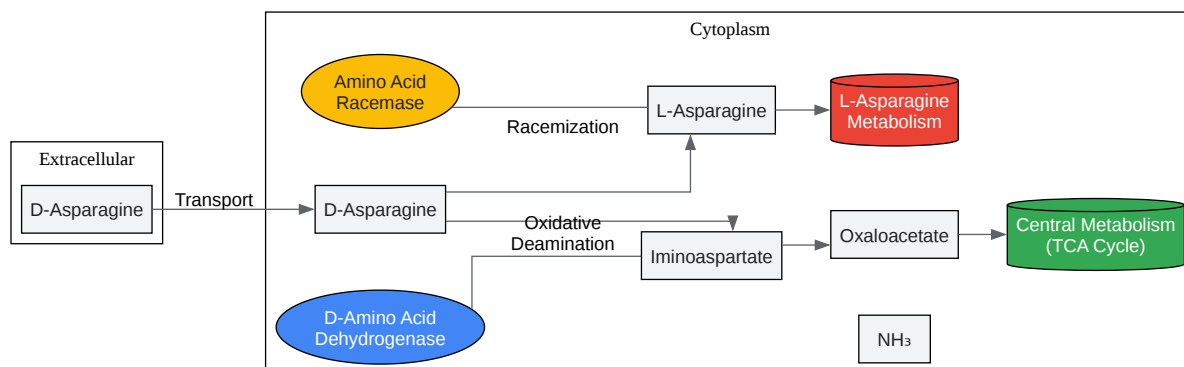 Cytoplasm
Amino Acid
Racemase
Racemization
L-Asparagine
L-Asparagine
Metabolism
Extracellular
D-Asparagine
Transport
D-Asparagine
Oxidative
Deamination
Iminoaspartate
Oxaloacetate
Central Metabolism
(TCA Cycle)
D-Amino Acid
Dehydrogenase
NH₃